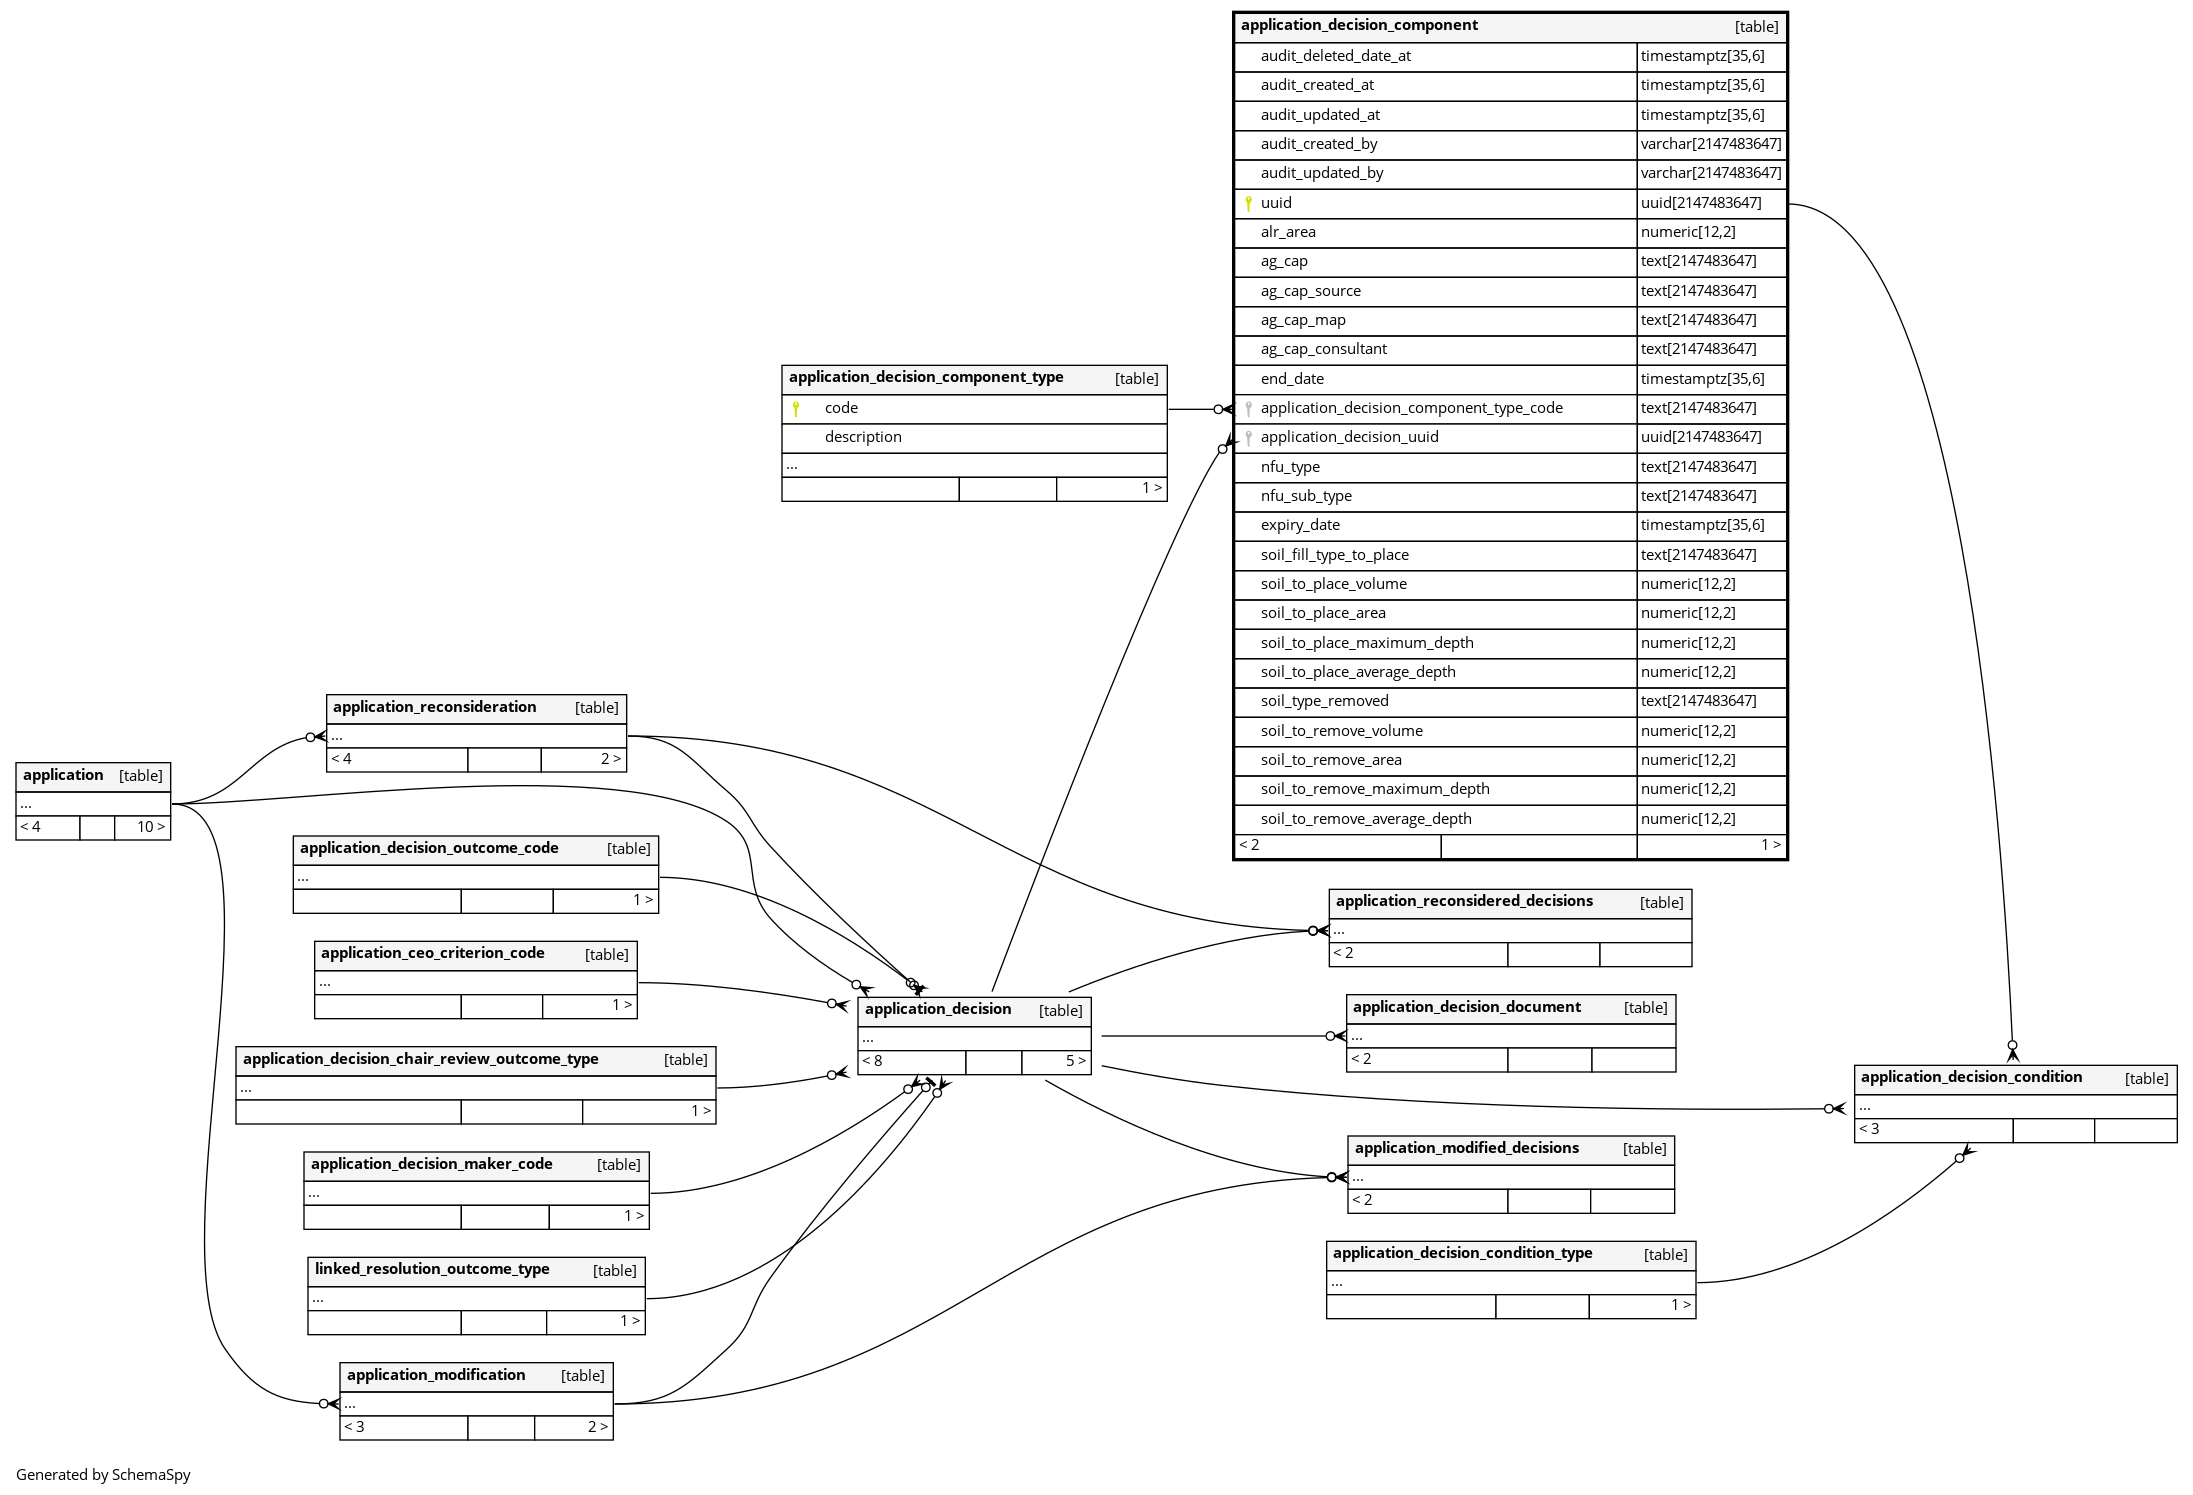 application_decision_component [table]
audit_deleted_date_at timestamptz[35,6]
audit_created_at timestamptz[35,6]
audit_updated_at timestamptz[35,6]
audit_created_by varchar[2147483647]
audit_updated_by varchar[2147483647]
uuid uuid[2147483647]
alr_area numeric[12,2]
ag_cap text[2147483647]
ag_cap_source text[2147483647]
ag_cap_map text[2147483647]
ag_cap_consultant text[2147483647]
end_date timestamptz[35,6]
application_decision_component_type_code text[2147483647]
application_decision_uuid uuid[2147483647]
nfu_type text[2147483647]
nfu_sub_type text[2147483647]
expiry_date timestamptz[35,6]
soil_fill_type_to_place text[2147483647]
soil_to_place_volume numeric[12,2]
soil_to_place_area numeric[12,2]
soil_to_place_maximum_depth numeric[12,2]
soil_to_place_average_depth numeric[12,2]
soil_type_removed text[2147483647]
soil_to_remove_volume numeric[12,2]
soil_to_remove_area numeric[12,2]
soil_to_remove_maximum_depth numeric[12,2]
soil_to_remove_average_depth numeric[12,2]
< 2 1 >
application_decision_component_type [table]
code
description
...
1 >
application_reconsideration [table]
...
< 4 2 >
application [table]
...
< 4 10 >
application_decision_outcome_code [table]
...
1 >
application_ceo_criterion_code [table]
...
1 >
application_decision_chair_review_outcome_type [table]
...
1 >
application_decision_maker_code [table]
...
1 >
linked_resolution_outcome_type [table]
...
1 >
application_modification [table]
...
< 3 2 >
application_decision [table]
...
< 8 5 >
application_reconsidered_decisions [table]
...
< 2
application_decision_document [table]
...
< 2
application_modified_decisions [table]
...
< 2
application_decision_condition_type [table]
...
1 >
application_decision_condition [table]
...
< 3
Generated by SchemaSpy